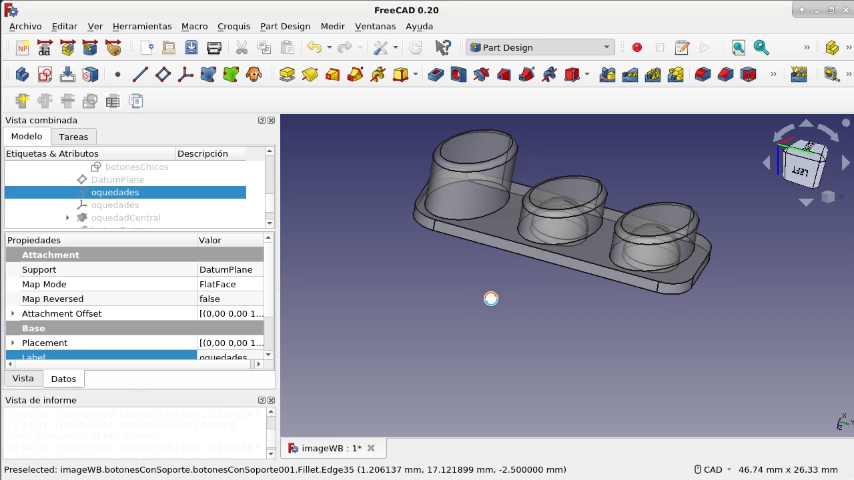 FreeCAD 0.20
Archivo Editar Ver Herramientas Macro Croquis Part Design Medir Ventanas Ayuda
Part Design
Vista combinada
Modelo Tareas
Etiquetas & Atributos Descripción
botonesChicos
DatumPlane
oquedades
oquedades
oquedadCentral
Propiedades Valor
Attachment
Support DatumPlane
Map Mode FlatFace
Map Reversed false
Attachment Offset [(0,00 0,00 1...
Base
Placement [(0,00 0,00 1...
Label oquedades
Vista Datos
Vista de informe
LEFT
imageWB : 1*
Preselected: imageWB.botonesConSoporte.botonesConSoporte001.Fillet.Edge35 (1.206137 mm, 17.121899 mm, -2.500000 mm)
CAD 46,74 mm x 26,33 mm